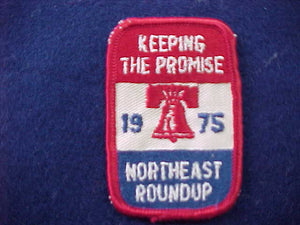 KEEPING
THE PROMISE
19 75
NORTHEAST
ROUNDUP